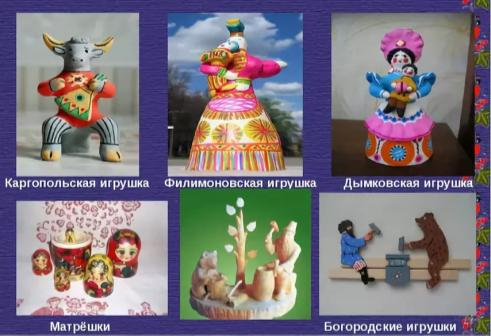 Каргопольская игрушка Филимоновская игрушка Дымковская игрушка
Матрёшки Богородские игрушки